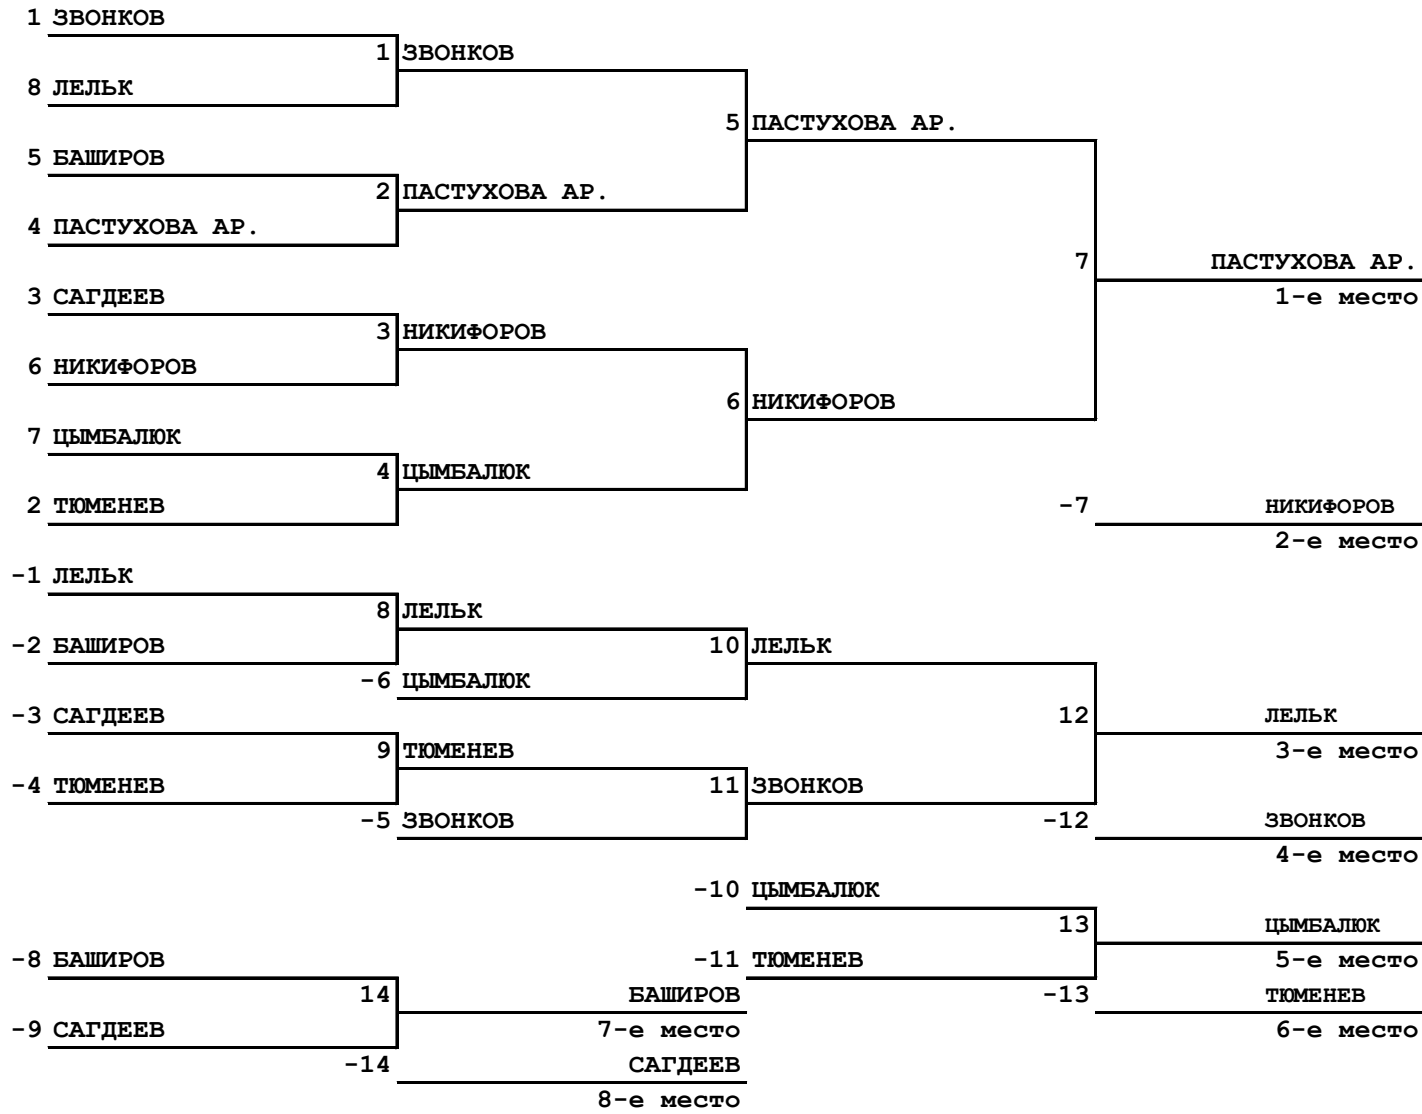 1 ЗВОНКОВ
1 ЗВОНКОВ
8 ЛЕЛЬК
5 ПАСТУХОВА АР.
5 БАШИРОВ
2 ПАСТУХОВА АР.
4 ПАСТУХОВА АР.
7 ПАСТУХОВА АР.
3 САГДЕЕВ
1-е место
3 НИКИФОРОВ
6 НИКИФОРОВ
6 НИКИФОРОВ
7 ЦЫМБАЛЮК
4 ЦЫМБАЛЮК
2 ТЮМЕНЕВ
-7 НИКИФОРОВ
2-е место
-1 ЛЕЛЬК
8 ЛЕЛЬК
-2 БАШИРОВ
10 ЛЕЛЬК
-6 ЦЫМБАЛЮК
-3 САГДЕЕВ
12 ЛЕЛЬК
9 ТЮМЕНЕВ
3-е место
-4 ТЮМЕНЕВ
11 ЗВОНКОВ
-5 ЗВОНКОВ
-12 ЗВОНКОВ
4-е место
-10 ЦЫМБАЛЮК
13 ЦЫМБАЛЮК
-8 БАШИРОВ
-11 ТЮМЕНЕВ
5-е место
14 БАШИРОВ
-13 ТЮМЕНЕВ
-9 САГДЕЕВ
7-е место
6-е место
-14 САГДЕЕВ
8-е место